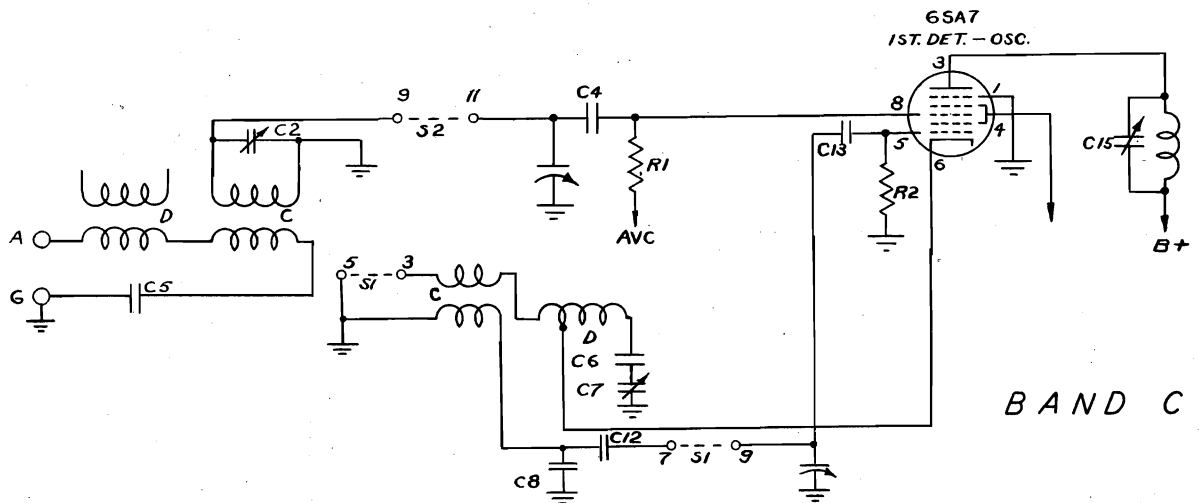 6SA7
1ST. DET. – OSC.
3
1
8
4
5
6
C4
9
11
S2
C2
C13
R1
R2
C15
D
C
A
AVC
B+
5
3
S1
C
G
C5
D
C6
C7
BAND C
C12
7
S1
9
C8